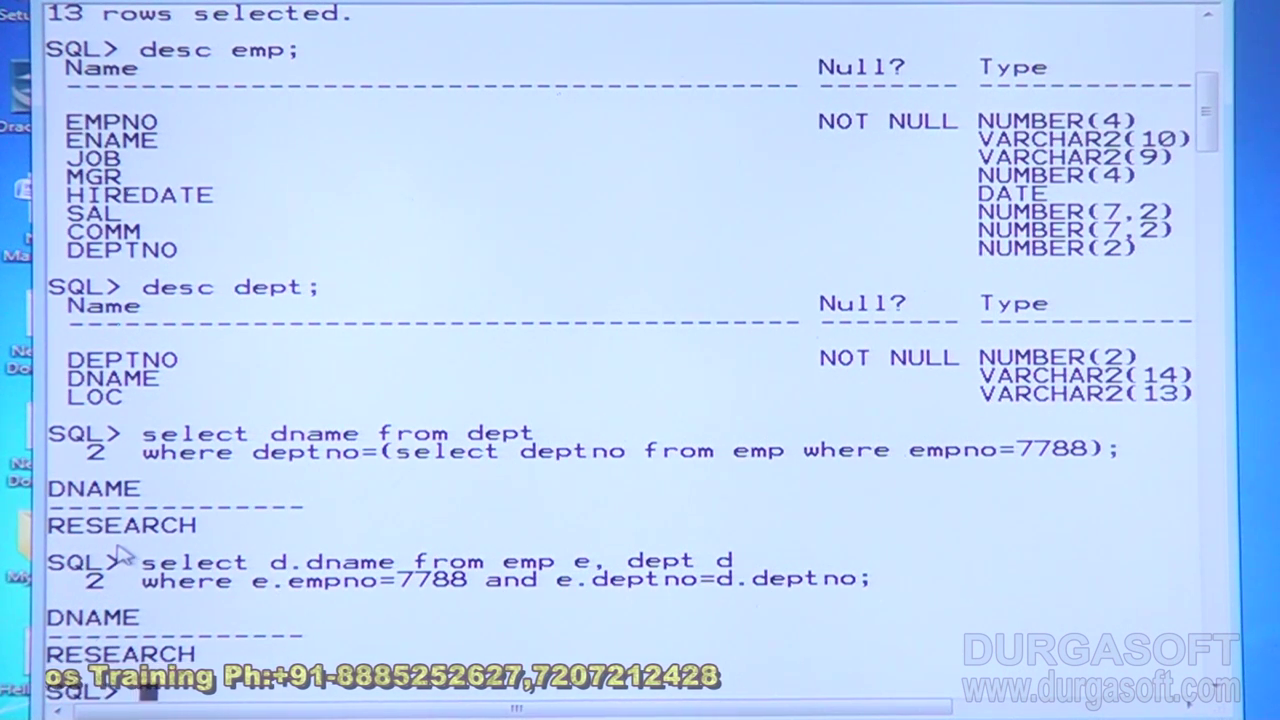 13 rows selected.
SQL> desc emp;
Name Null? Type
EMPNO NOT NULL NUMBER(4)
ENAME VARCHAR2(10)
JOB VARCHAR2(9)
MGR NUMBER(4)
HIREDATE DATE
SAL NUMBER(7,2)
COMM NUMBER(7,2)
DEPTNO NUMBER(2)
SQL> desc dept;
Name Null? Type
DEPTNO NOT NULL NUMBER(2)
DNAME VARCHAR2(14)
LOC VARCHAR2(13)
SQL> select dname from dept
2 where deptno=(select deptno from emp where empno=7788);
DNAME
RESEARCH
SQL> select d.dname from emp e, dept d
2 where e.empno=7788 and e.deptno=d.deptno;
DNAME
RESEARCH
os Training Ph:+91-8885252627,7207212428
SQL>
DURGASOFT
www.durgasoft.com